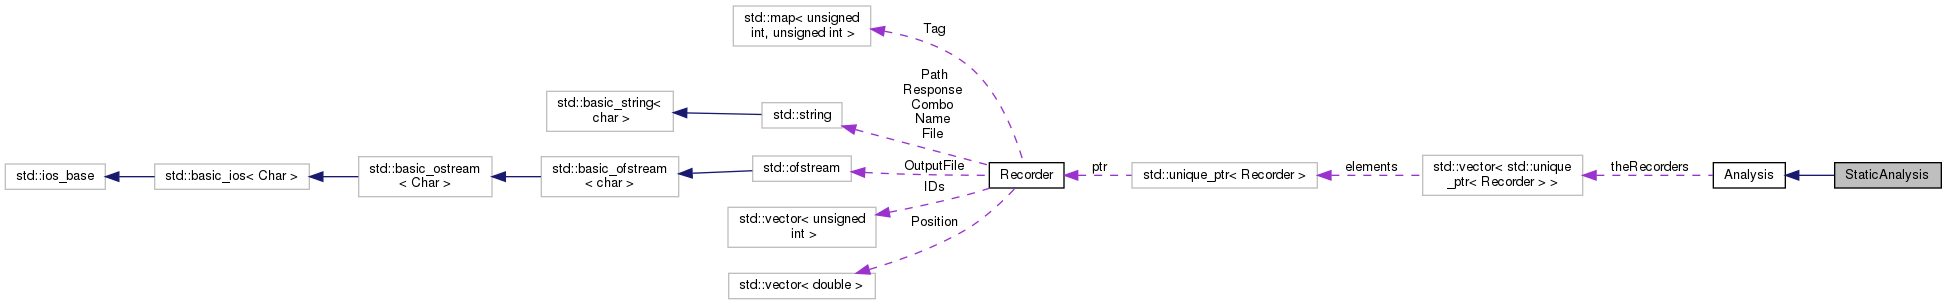 std::map< unsigned
int, unsigned int >
Tag
std::basic_string<
char >
std::string
Path
Response
Combo
Name
File
std::ios_base
std::basic_ios< Char >
std::basic_ostream
< Char >
std::basic_ofstream
< char >
std::ofstream
OutputFile
IDs
Recorder
ptr
std::unique_ptr< Recorder >
elements
std::vector< std::unique
_ptr< Recorder > >
theRecorders
Analysis
StaticAnalysis
std::vector< unsigned
int >
Position
std::vector< double >